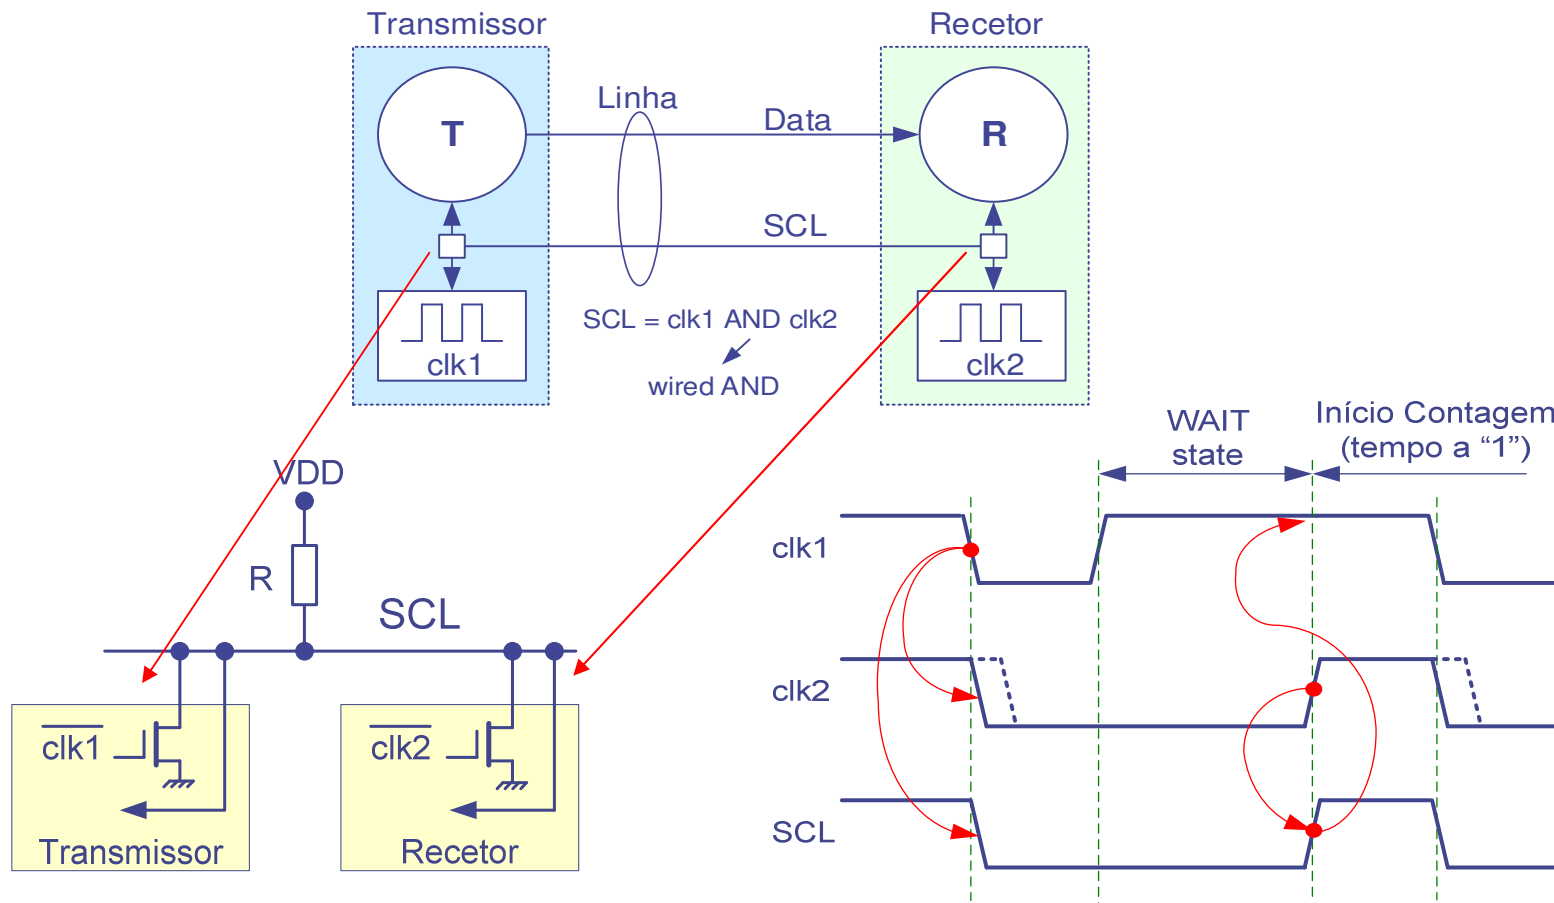 Transmissor
Recetor
Linha
Data
T
R
SCL
SCL = clk1 AND clk2
wired AND
clk1
clk2
VDD
R
SCL
clk1
clk2
Transmissor
Recetor
WAIT
state
Início Contagem
(tempo a “1”)
clk1
clk2
SCL